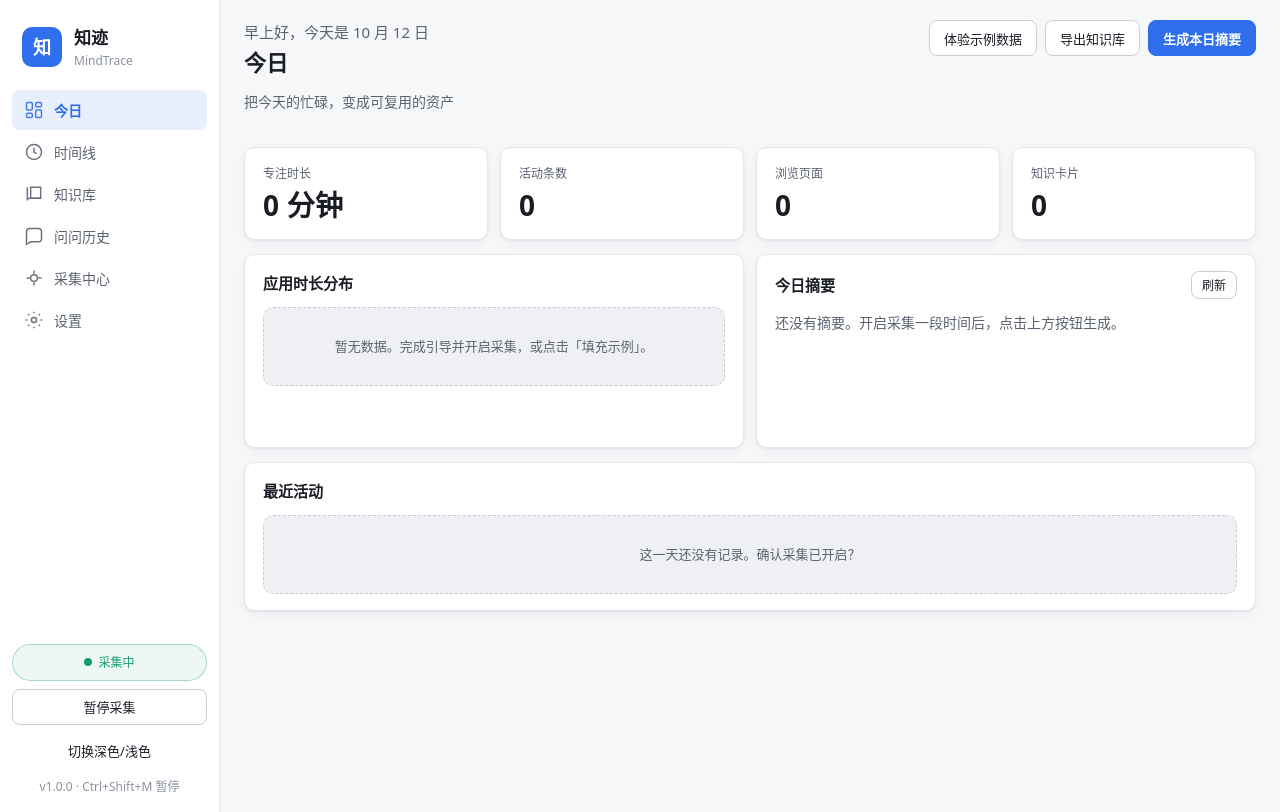 知
知迹
MindTrace
今日
时间线
知识库
问问历史
采集中心
设置
采集中
暂停采集
切换深色/浅色
v1.0.0 · Ctrl+Shift+M 暂停
早上好，今天是 10 月 12 日
今日
把今天的忙碌，变成可复用的资产
体验示例数据
导出知识库
生成本日摘要
专注时长
0 分钟
活动条数
0
浏览页面
0
知识卡片
0
应用时长分布
暂无数据。完成引导并开启采集，或点击「填充示例」。
今日摘要
刷新
还没有摘要。开启采集一段时间后，点击上方按钮生成。
最近活动
这一天还没有记录。确认采集已开启？